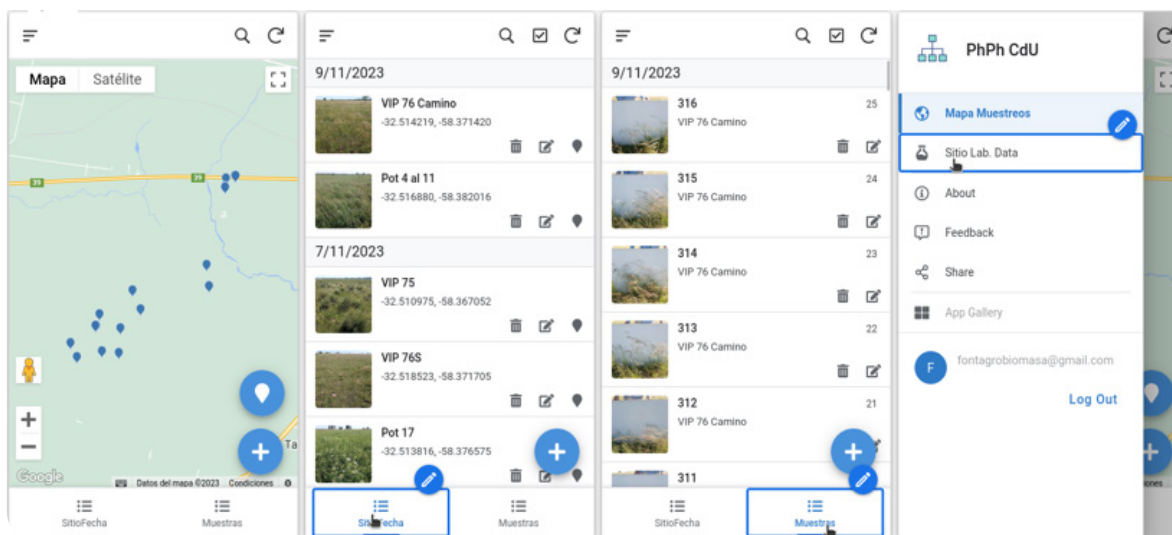 Mapa Satélite
39
39
Ta
Google
Datos del mapa ©2023 Condiciones
SitioFecha Muestras
9/11/2023
VIP 76 Camino
-32.514219, -58.371420
Pot 4 al 11
-32.516880, -58.382016
7/11/2023
VIP 75
-32.510975, -58.367052
VIP 76S
-32.518523, -58.371705
Pot 17
-32.513816, -58.376575
SitioFecha Muestras
9/11/2023
316 25
VIP 76 Camino
315 24
VIP 76 Camino
314 23
VIP 76 Camino
313 22
VIP 76 Camino
312 21
VIP 76 Camino
311
SitioFecha Muestras
PhPh CdU
Mapa Muestreos
Sitio Lab. Data
About
Feedback
Share
App Gallery
F fontagrobiomasa@gmail.com
Log Out